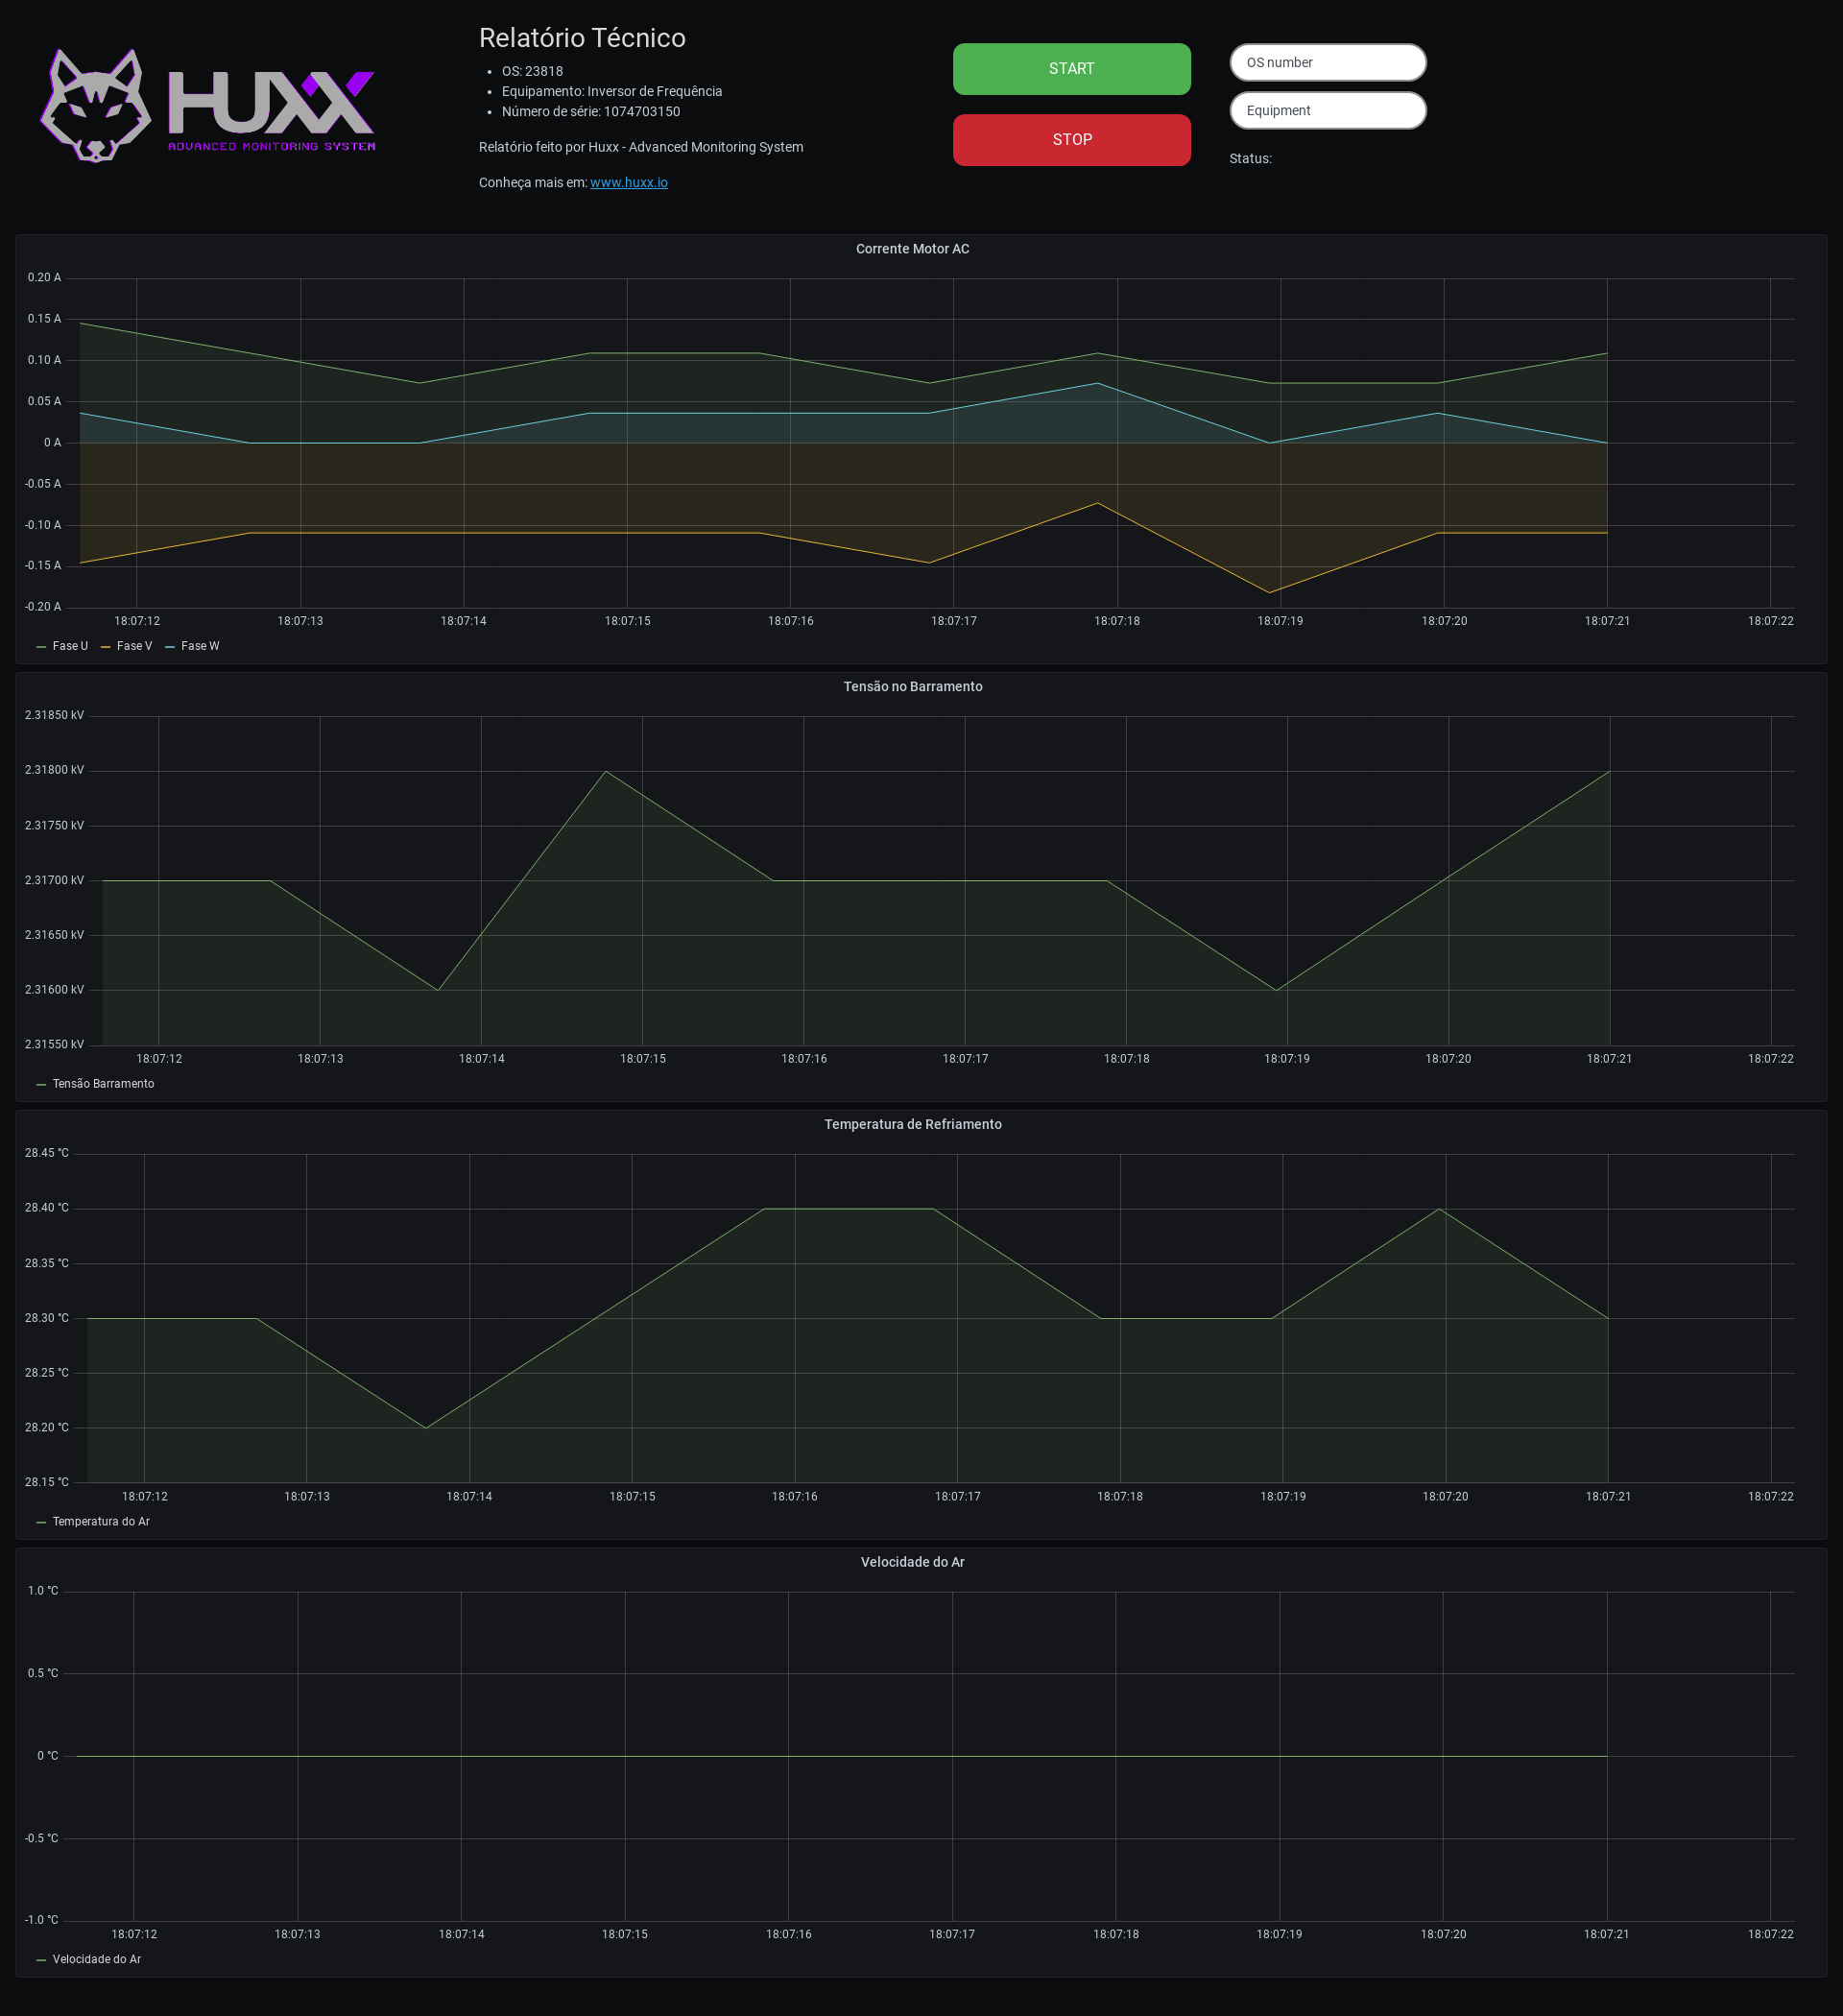 HUXX
ADVANCED MONITORING SYSTEM
Relatório Técnico
• OS: 23818
• Equipamento: Inversor de Frequência
• Número de série: 1074703150
Relatório feito por Huxx - Advanced Monitoring System
Conheça mais em: www.huxx.io
START
STOP
OS number
Equipment
Status:
Corrente Motor AC
0.20 A
0.15 A
0.10 A
0.05 A
0 A
-0.05 A
-0.10 A
-0.15 A
-0.20 A
18:07:12 18:07:13 18:07:14 18:07:15 18:07:16 18:07:17 18:07:18 18:07:19 18:07:20 18:07:21 18:07:22
Fase U Fase V Fase W
Tensão no Barramento
2.31850 kV
2.31800 kV
2.31750 kV
2.31700 kV
2.31650 kV
2.31600 kV
2.31550 kV
18:07:12 18:07:13 18:07:14 18:07:15 18:07:16 18:07:17 18:07:18 18:07:19 18:07:20 18:07:21 18:07:22
Tensão Barramento
Temperatura de Refriamento
28.45 °C
28.40 °C
28.35 °C
28.30 °C
28.25 °C
28.20 °C
28.15 °C
18:07:12 18:07:13 18:07:14 18:07:15 18:07:16 18:07:17 18:07:18 18:07:19 18:07:20 18:07:21 18:07:22
Temperatura do Ar
Velocidade do Ar
1.0 °C
0.5 °C
0 °C
-0.5 °C
-1.0 °C
18:07:12 18:07:13 18:07:14 18:07:15 18:07:16 18:07:17 18:07:18 18:07:19 18:07:20 18:07:21 18:07:22
Velocidade do Ar